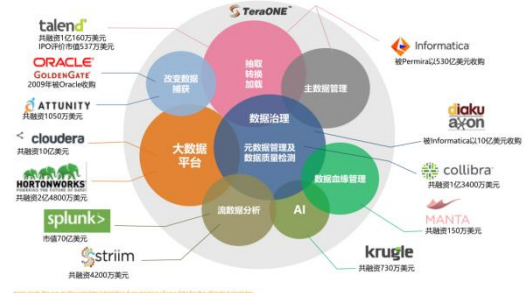 TeraONE™
talend
共融资1亿160万美元
IPO评价市值537万美元
ORACLE
GOLDENGATE
2009年被Oracle收购
ATTUNITY
共融资1050万美元
cloudera
共融资10亿美元
HORTONWORKS
共融资2亿4800万美元
splunk>
市值70亿美元
striim
共融资4200万美元
改变数据
捕获
抽取
转换
加载
主数据管理
数据治理
元数据管理及
数据质量检测
大数据
平台
数据血缘管理
流数据分析
AI
Informatica
被Permira以530亿美元收购
diaku
axon
被Informatica以10亿美元收购
collibra
共融资1亿3400万美元
MANTA
共融资150万美元
krugle
共融资730万美元